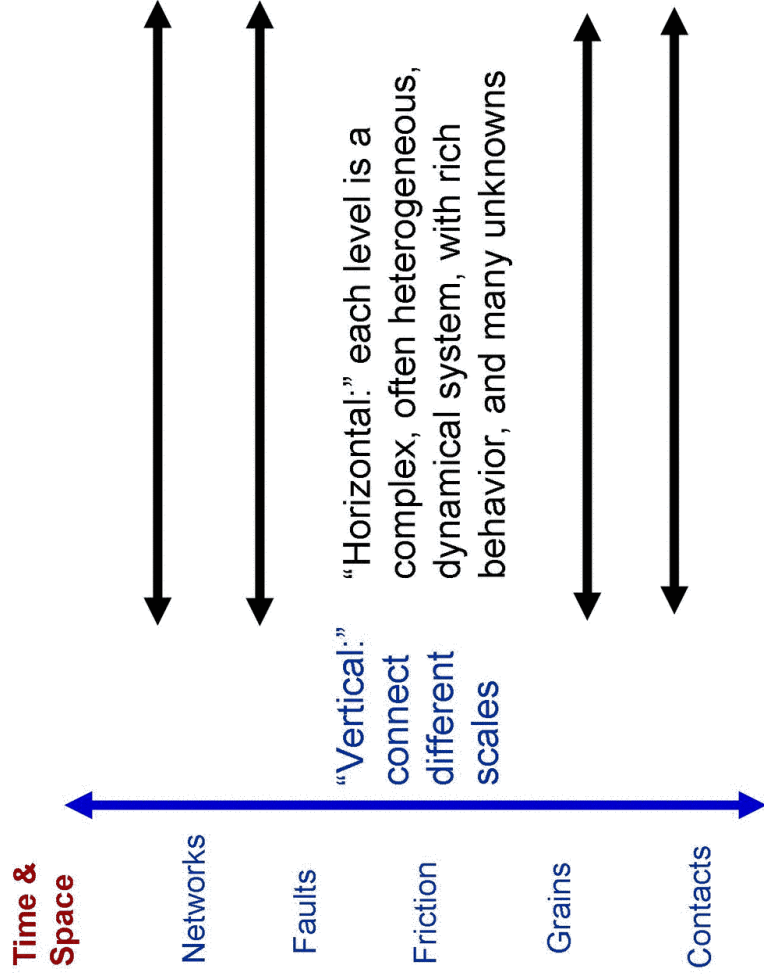 Time &
Space
Networks
Faults
Friction
Grains
Contacts
“Vertical:”
connect
different
scales
“Horizontal:” each level is a
complex, often heterogeneous,
dynamical system, with rich
behavior, and many unknowns